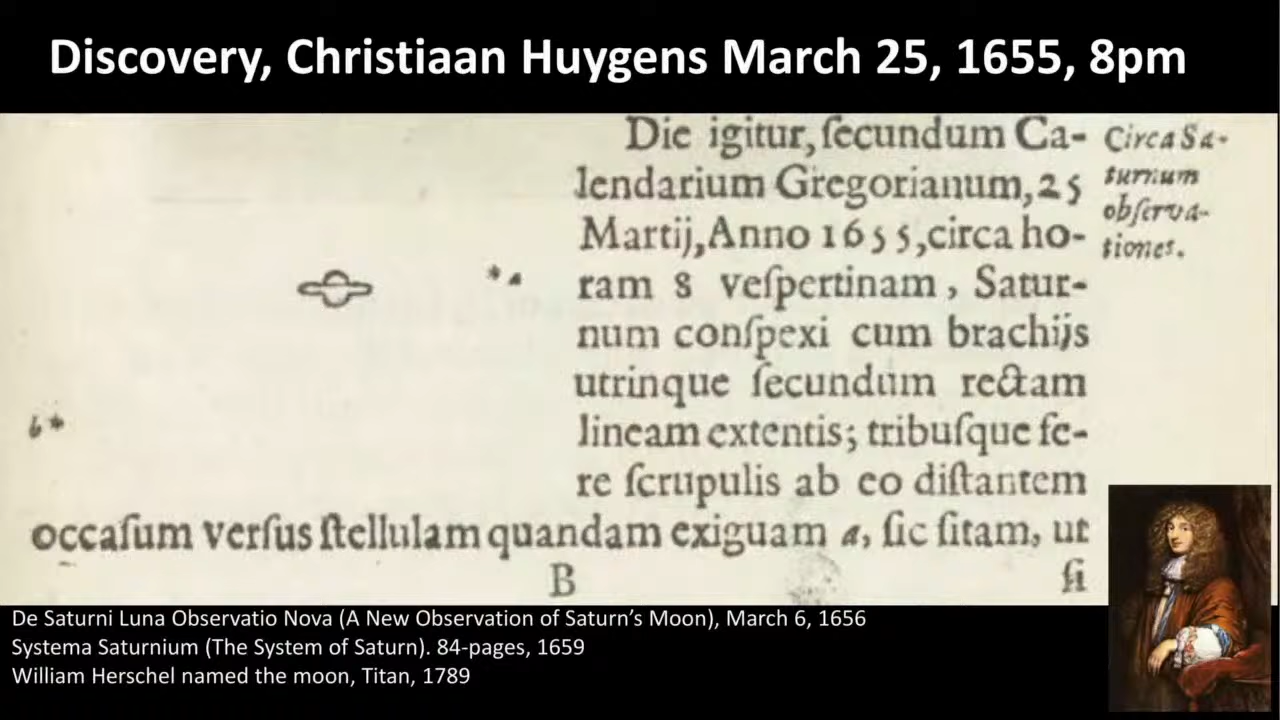 Discovery, Christiaan Huygens March 25, 1655, 8pm
Die igitur, ſecundum Ca-
lendarium Gregorianum, 25
Martij, Anno 1655, circa ho-
ram 8 veſpertinam, Satur-
num conſpexi cum brachijs
utrinque ſecundùm rectam
lineam extentis; tribuſque fe-
re ſcrupulis ab eo diſtantem
occaſum verſus ſtellulam quandam exiguam a, ſic ſitam, ut
B
ſi
Circa Sa-
turnum
obſerva-
tiones.
* a
b *
De Saturni Luna Observatio Nova (A New Observation of Saturn’s Moon), March 6, 1656
Systema Saturnium (The System of Saturn). 84-pages, 1659
William Herschel named the moon, Titan, 1789